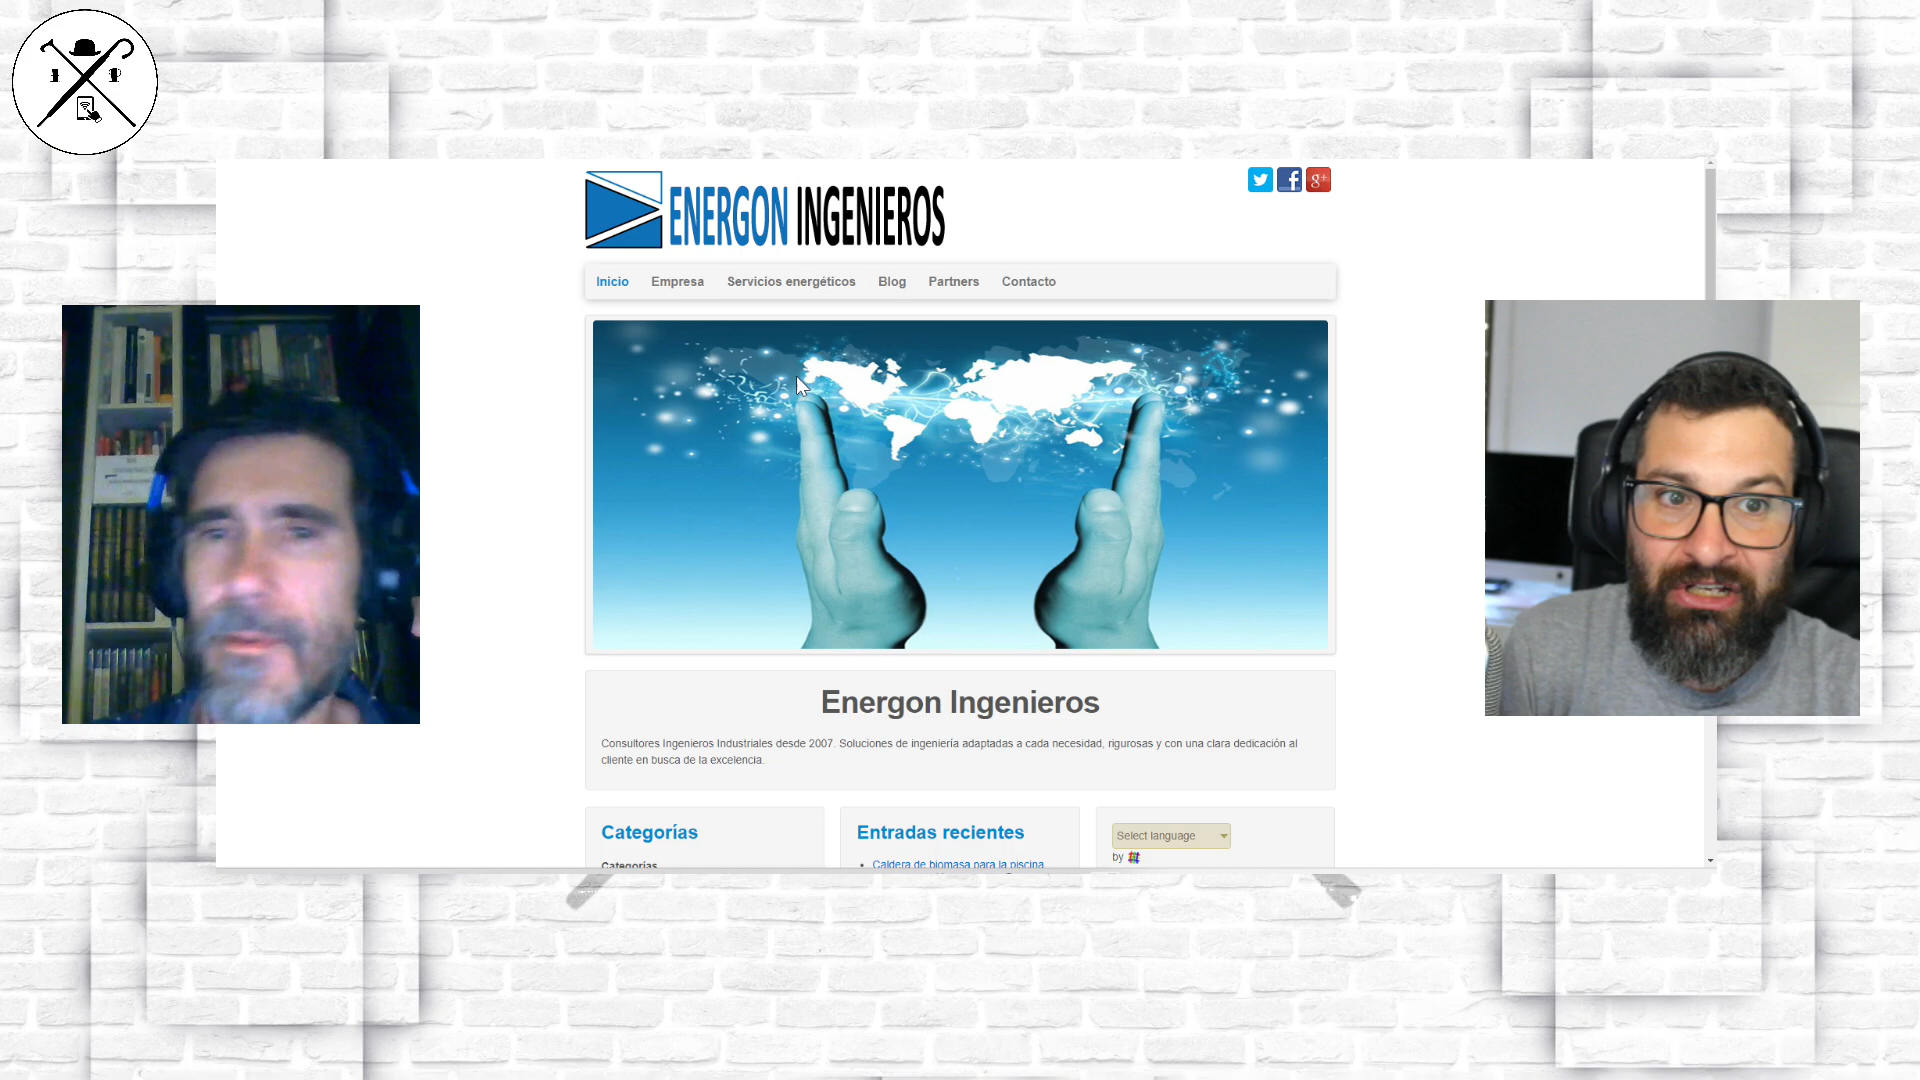 ENERGON INGENIEROS
g+
Inicio Empresa Servicios energéticos Blog Partners Contacto
Energon Ingenieros
Consultores Ingenieros Industriales desde 2007. Soluciones de ingeniería adaptadas a cada necesidad, rigurosas y con una clara dedicación al
cliente en busca de la excelencia.
Categorías
Categorías
Entradas recientes
Caldera de biomasa para la piscina
Select language
by